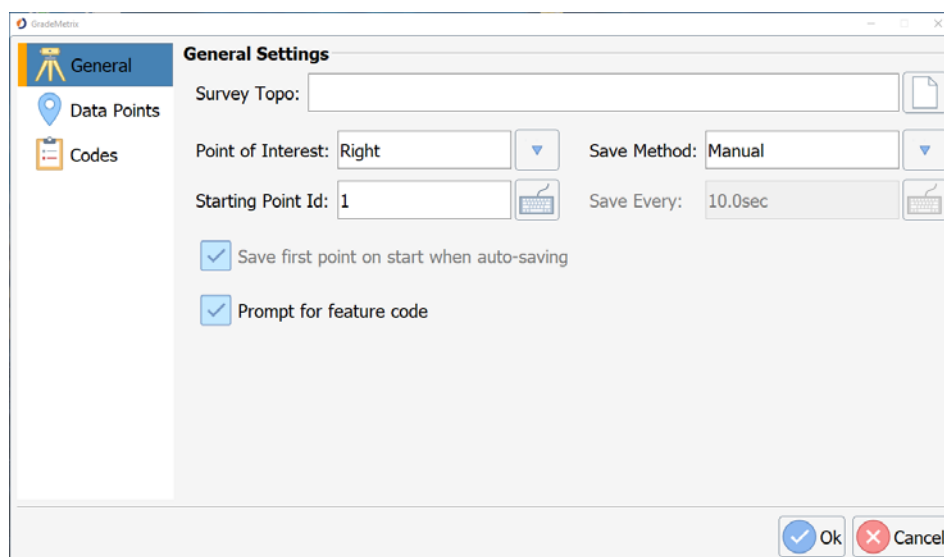 GradeMetrix
General
Data Points
Codes
General Settings
Survey Topo:
Point of Interest: Right
Save Method: Manual
Starting Point Id: 1
Save Every: 10.0sec
Save first point on start when auto-saving
Prompt for feature code
Ok
Cancel